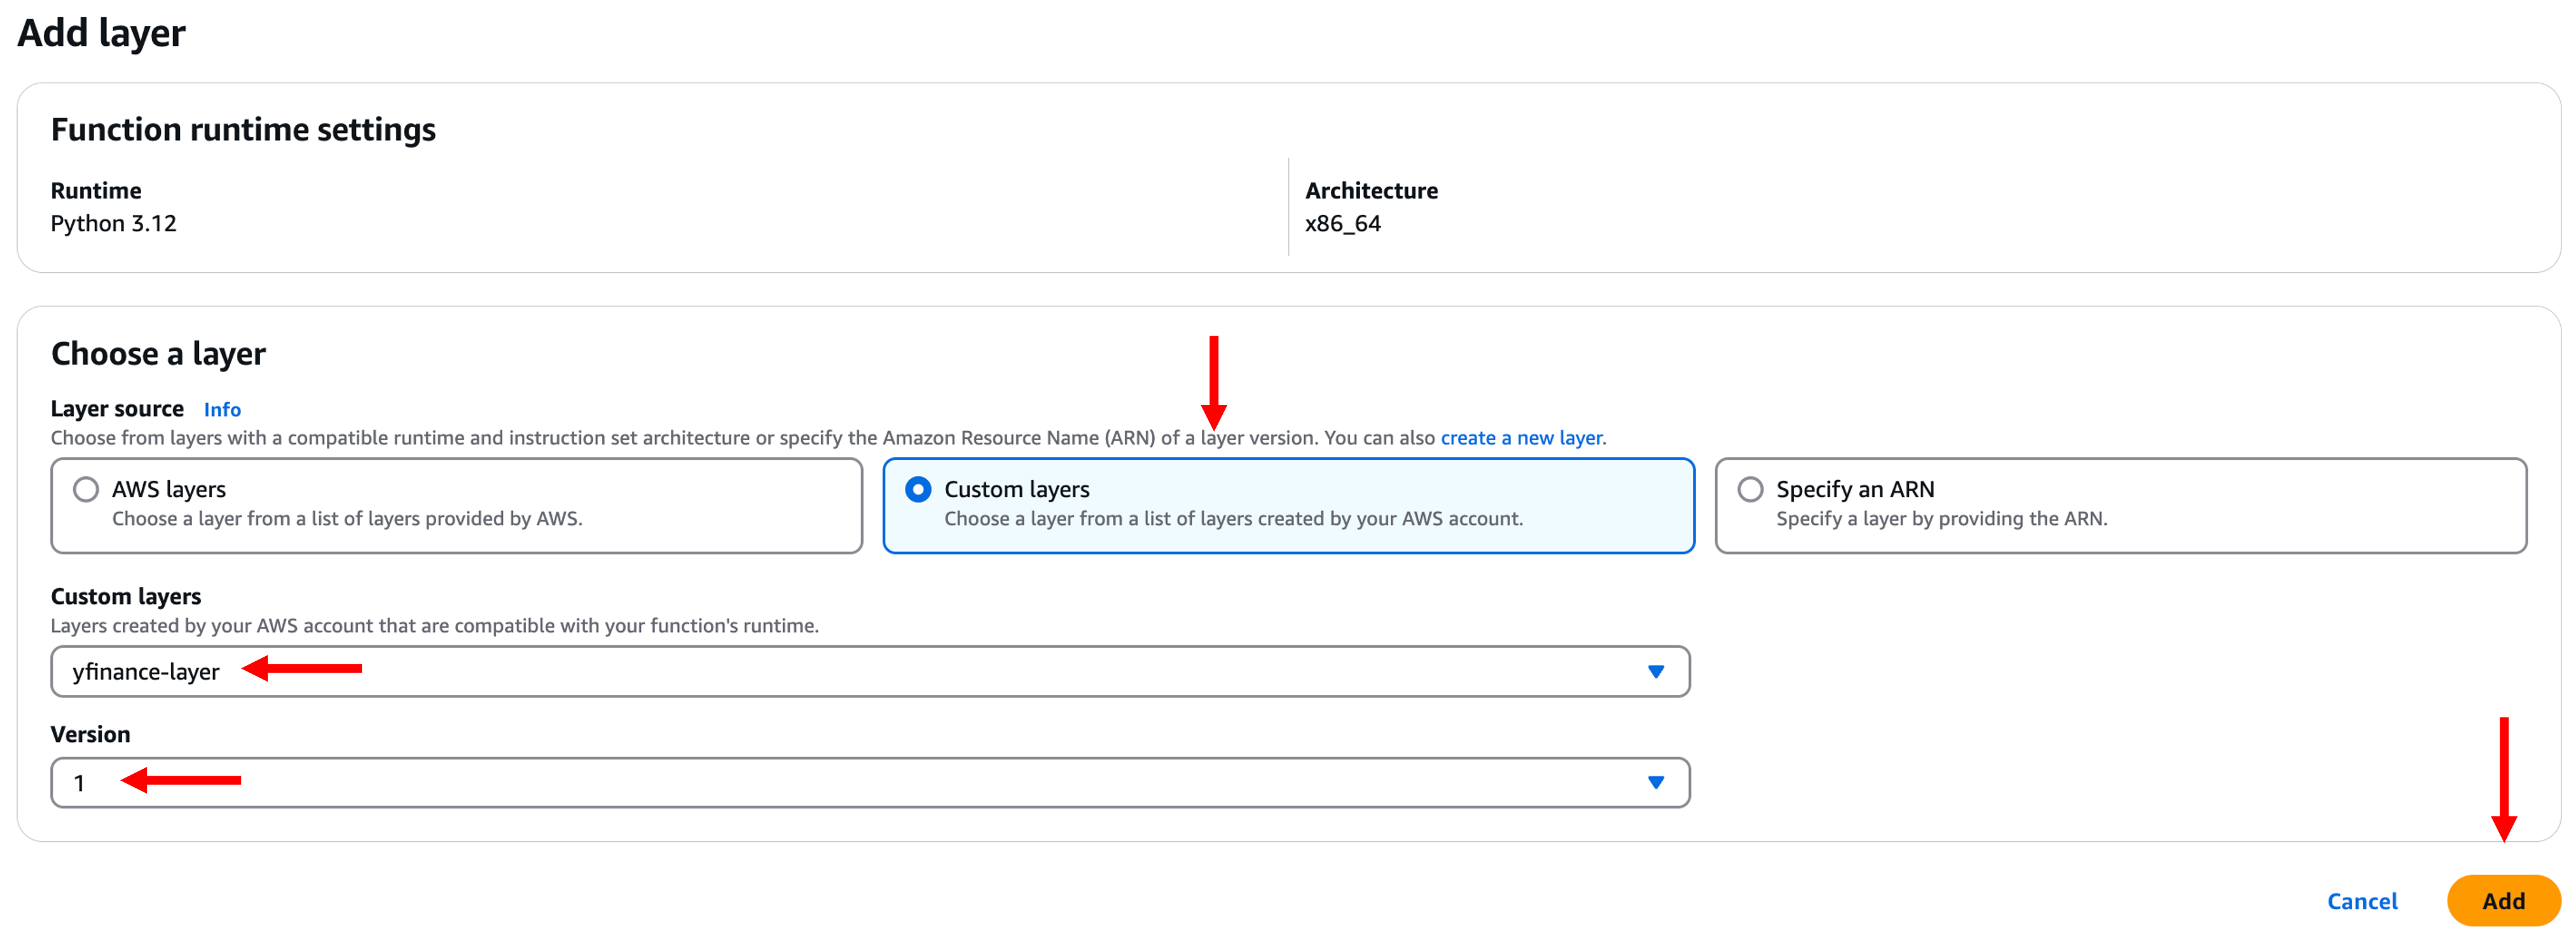 Add layer
Function runtime settings
Runtime
Python 3.12
Architecture
x86_64
Choose a layer
Layer source Info
Choose from layers with a compatible runtime and instruction set architecture or specify the Amazon Resource Name (ARN) of a layer version. You can also create a new layer.
AWS layers
Choose a layer from a list of layers provided by AWS.
Custom layers
Choose a layer from a list of layers created by your AWS account.
Specify an ARN
Specify a layer by providing the ARN.
Custom layers
Layers created by your AWS account that are compatible with your function's runtime.
yfinance-layer
Version
1
Cancel
Add